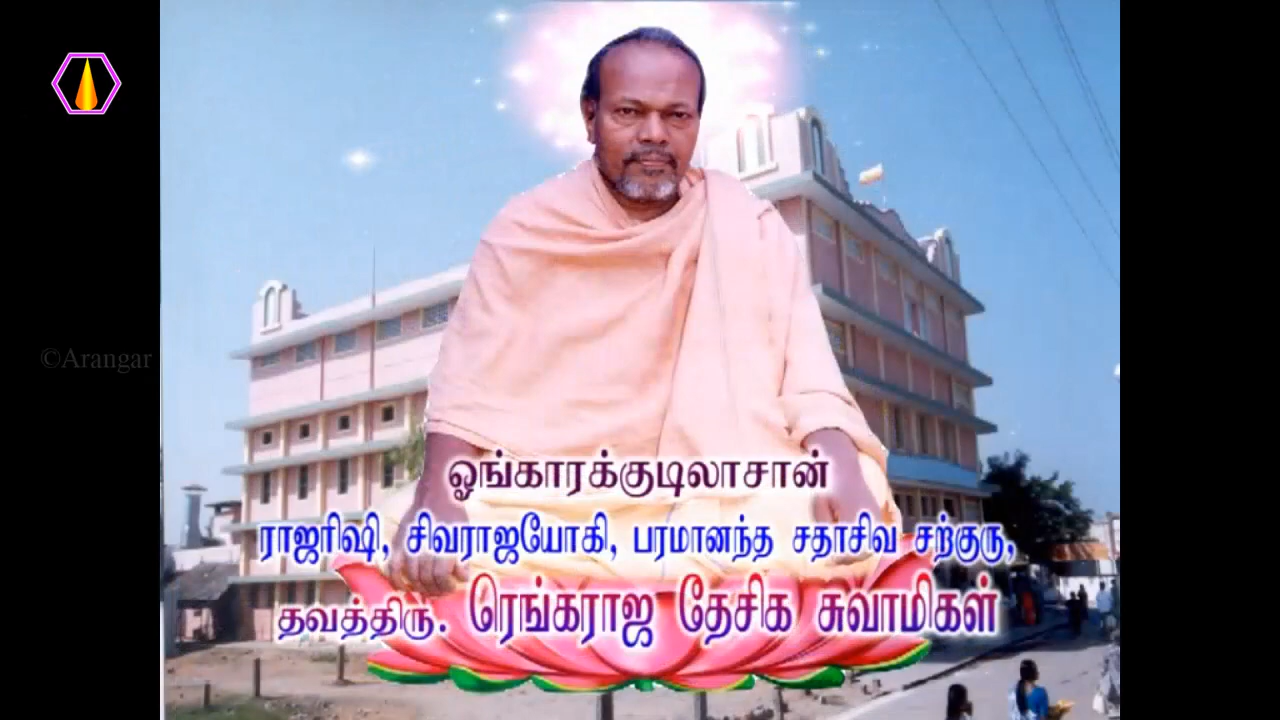 ©Arangar
ஓங்காரக்குடிலாசான்
ராஜரிஷி, சிவராஜயோகி, பரமானந்த சதாசிவ சற்குரு,
தவத்திரு. ரெங்கராஜ தேசிக சுவாமிகள்